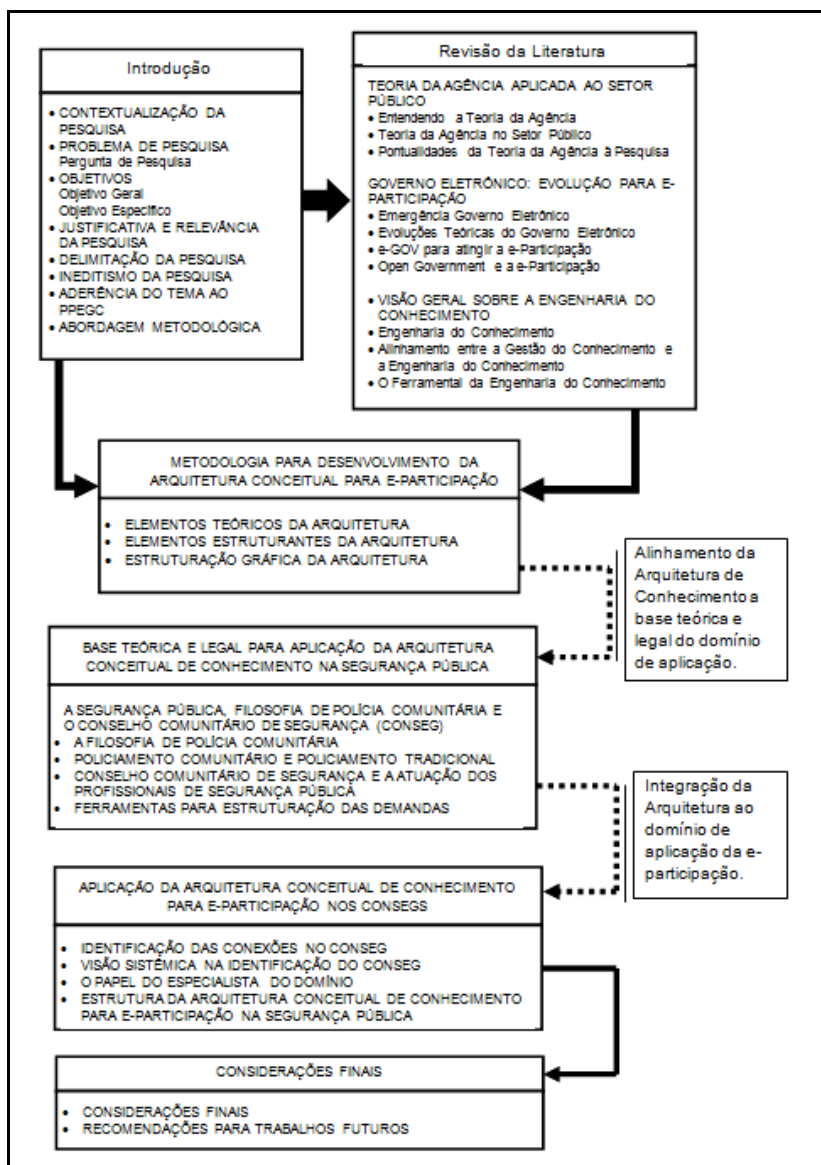 Introdução
• CONTEXTUALIZAÇÃO DA
PESQUISA
• PROBLEMA DE PESQUISA
Pergunta de Pesquisa
• OBJETIVOS
Objetivo Geral
Objetivo Específico
• JUSTIFICATIVA E RELEVÂNCIA
DA PESQUISA
• DELIMITAÇÃO DA PESQUISA
• INEDITISMO DA PESQUISA
• ADERÊNCIA DO TEMA AO
PPEGC
• ABORDAGEM METODOLÓGICA
Revisão da Literatura
TEORIA DA AGÊNCIA APLICADA AO SETOR
PÚBLICO
• Entendendo a Teoria da Agência
• Teoria da Agência no Setor Público
• Pontualidades da Teoria da Agência à Pesquisa
GOVERNO ELETRÔNICO: EVOLUÇÃO PARA E-
PARTICIPAÇÃO
• Emergência Governo Eletrônico
• Evoluções Teóricas do Governo Eletrônico
• e-GOV para atingir a e-Participação
• Open Government e a e-Participação
• VISÃO GERAL SOBRE A ENGENHARIA DO
CONHECIMENTO
• Engenharia do Conhecimento
• Alinhamento entre a Gestão do Conhecimento e
a Engenharia do Conhecimento
• O Ferramental da Engenharia do Conhecimento
METODOLOGIA PARA DESENVOLVIMENTO DA
ARQUITETURA CONCEITUAL PARA E-PARTICIPAÇÃO
• ELEMENTOS TEÓRICOS DA ARQUITETURA
• ELEMENTOS ESTRUTURANTES DA ARQUITETURA
• ESTRUTURAÇÃO GRÁFICA DA ARQUITETURA
Alinhamento da
Arquitetura de
Conhecimento a
base teórica e
legal do domínio
de aplicação.
BASE TEÓRICA E LEGAL PARA APLICAÇÃO DA ARQUITETURA
CONCEITUAL DE CONHECIMENTO NA SEGURANÇA PÚBLICA
A SEGURANÇA PÚBLICA, FILOSOFIA DE POLÍCIA COMUNITÁRIA E
O CONSELHO COMUNITÁRIO DE SEGURANÇA (CONSEG)
• A FILOSOFIA DE POLÍCIA COMUNITÁRIA
• POLICIAMENTO COMUNITÁRIO E POLICIAMENTO TRADICIONAL
• CONSELHO COMUNITÁRIO DE SEGURANÇA E A ATUAÇÃO DOS
PROFISSIONAIS DE SEGURANÇA PÚBLICA
• FERRAMENTAS PARA ESTRUTURAÇÃO DAS DEMANDAS
Integração da
Arquitetura ao
domínio de
aplicação da e-
participação.
APLICAÇÃO DA ARQUITETURA CONCEITUAL DE CONHECIMENTO
PARA E-PARTICIPAÇÃO NOS CONSEGS
• IDENTIFICAÇÃO DAS CONEXÕES NO CONSEG
• VISÃO SISTÊMICA NA IDENTIFICAÇÃO DO CONSEG
• O PAPEL DO ESPECIALISTA DO DOMÍNIO
• ESTRUTURA DA ARQUITETURA CONCEITUAL DE CONHECIMENTO
PARA E-PARTICIPAÇÃO NA SEGURANÇA PÚBLICA
CONSIDERAÇÕES FINAIS
• CONSIDERAÇÕES FINAIS
• RECOMENDAÇÕES PARA TRABALHOS FUTUROS